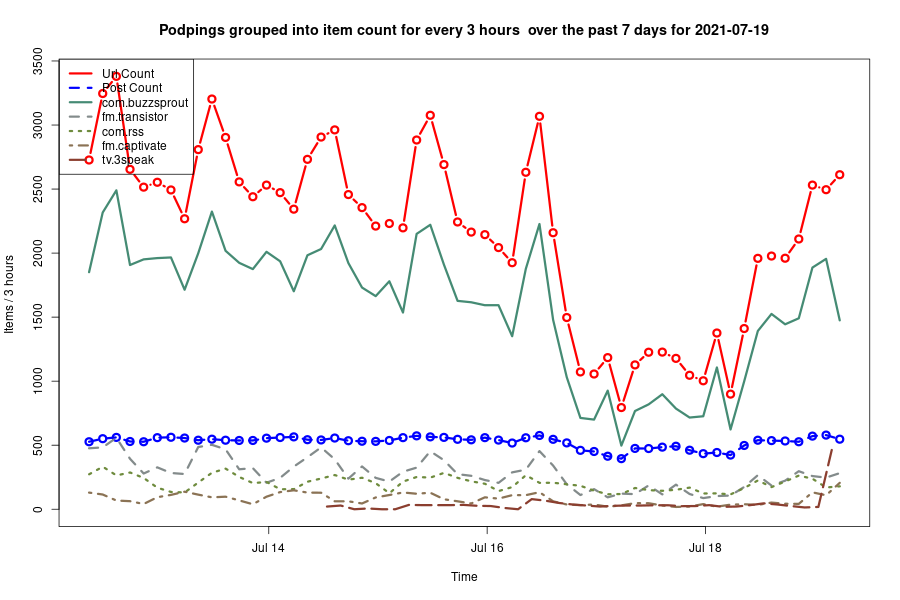 Podpings grouped into item count for every 3 hours  over the past 7 days for 2021-07-19
Items / 3 hours
3500
3000
2500
2000
1500
1000
500
0
Url Count
Post Count
com.buzzsprout
fm.transistor
com.rss
fm.captivate
tv.3speak
Jul 14
Jul 16
Jul 18
Time